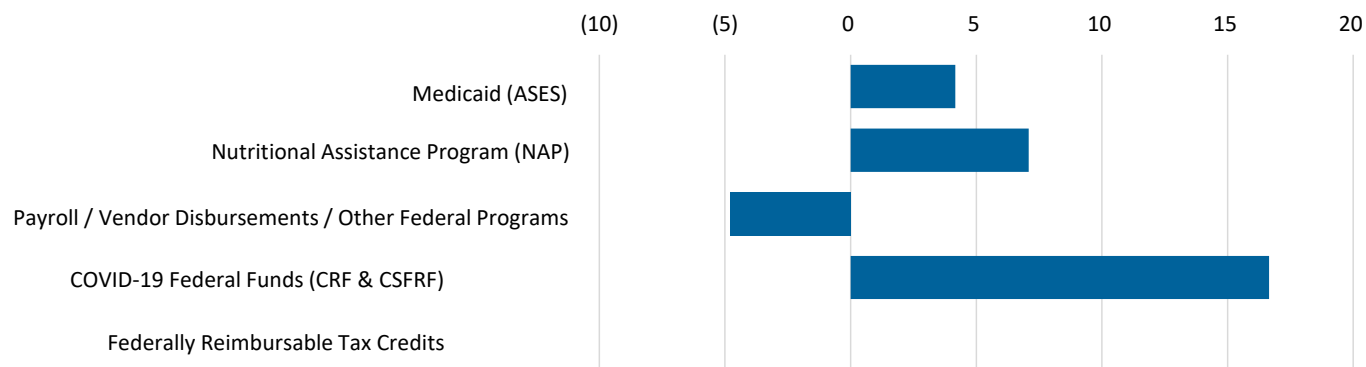 (10) (5) 0 5 10 15 20
Medicaid (ASES)
Nutritional Assistance Program (NAP)
Payroll / Vendor Disbursements / Other Federal Programs
COVID-19 Federal Funds (CRF & CSFRF)
Federally Reimbursable Tax Credits